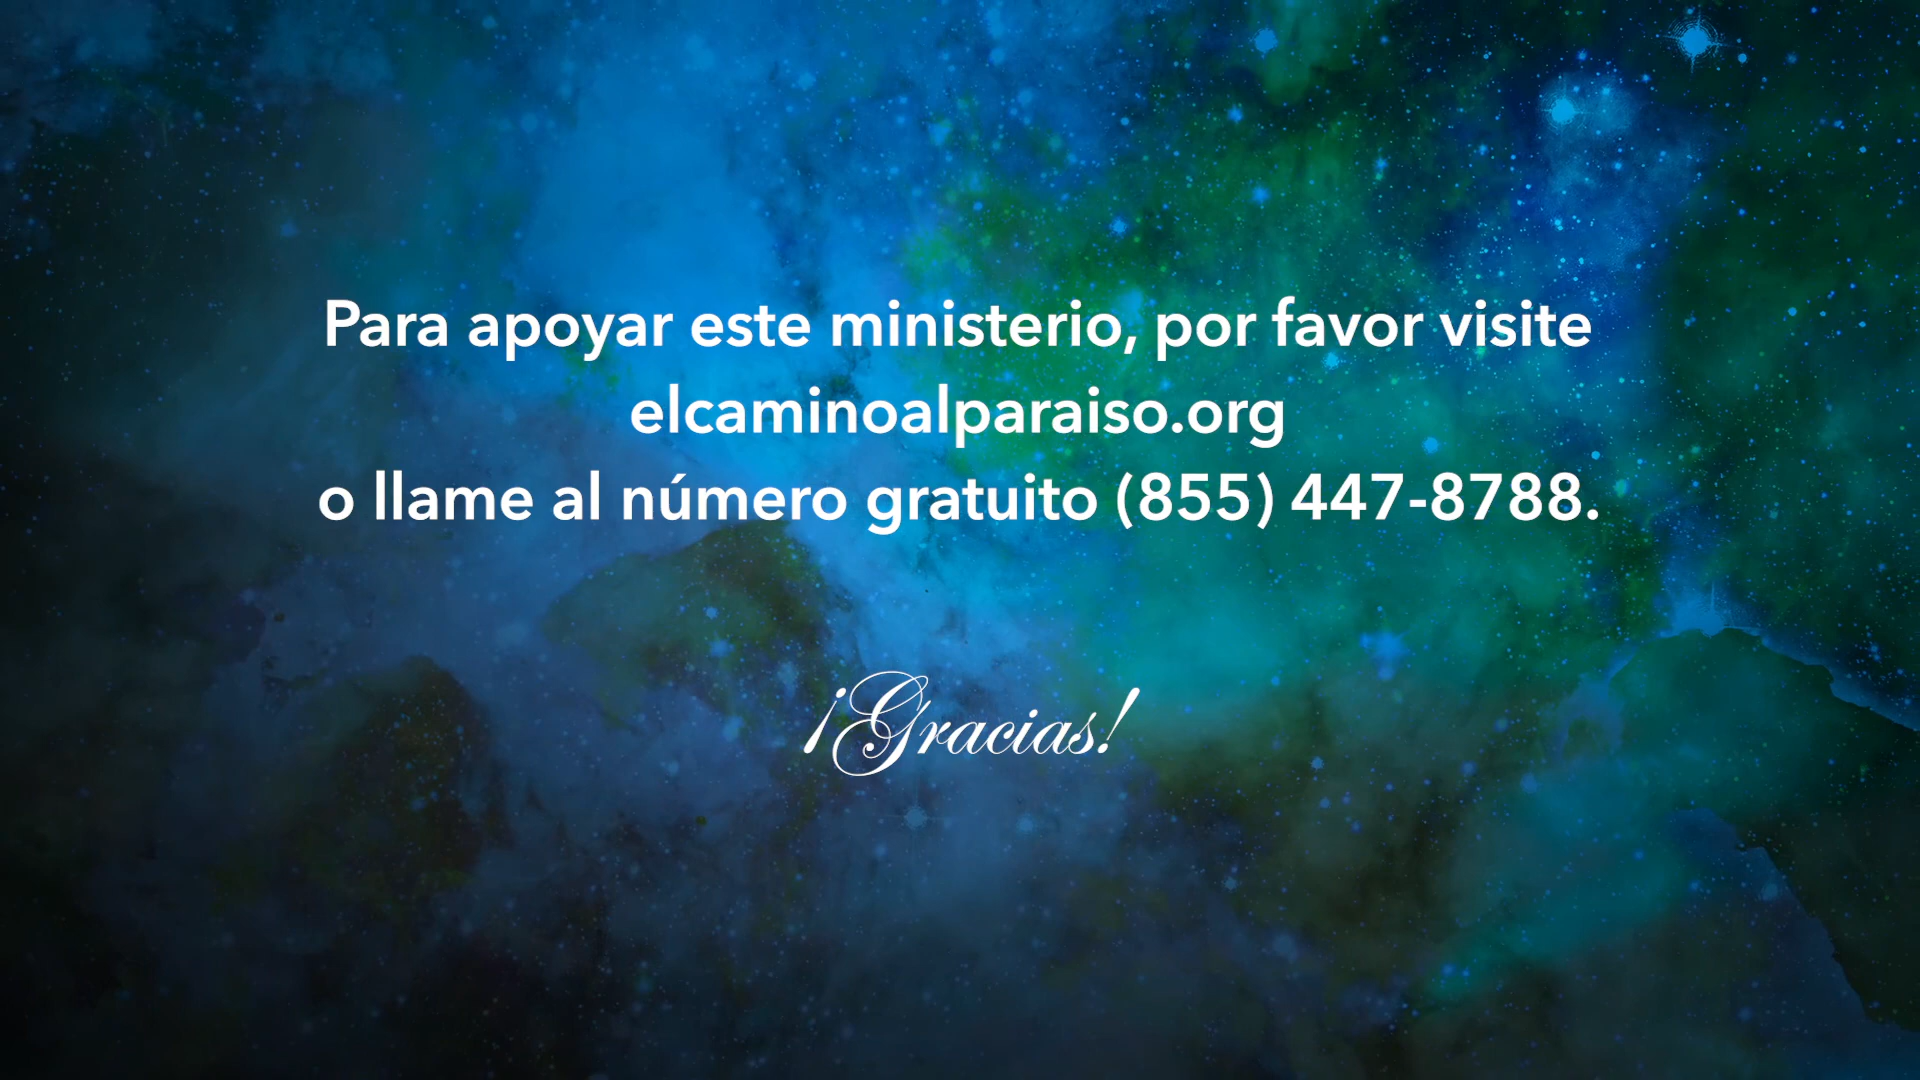 Para apoyar este ministerio, por favor visite
elcaminoalparaiso.org
o llame al número gratuito (855) 447-8788.
¡Gracias!